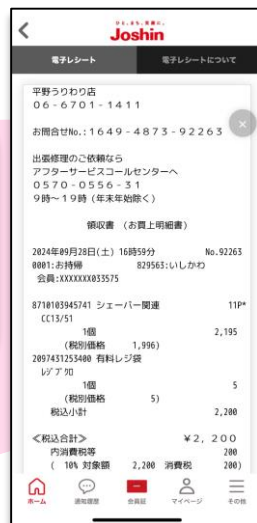 ひと、まち、笑顔に。
Joshin
電子レシート 電子レシートについて
平野うりわり店
06-6701-1411
お問合せNo.:1649-4873-92263
出張修理のご依頼なら
アフターサービスコールセンターへ
0570-0556-31
9時~19時(年末年始除く)
領収書 (お買上明細書)
2024年09月28日(土) 16時59分 No.92263
0001:お持帰 829563:いしかわ
会員:XXXXXXX033575
8710103945741 シェーバー関連 11P*
CC13/51
1個 2,195
(税別価格 1,996)
2097431253400 有料レジ袋
レジブクロ
1個 5
(税別価格 5)
税込小計 2,200
≪税込合計≫ ¥2,200
内消費税等 200
( 10% 対象額 2,200 消費税 200)
ホーム 通知履歴 会員証 マイページ その他